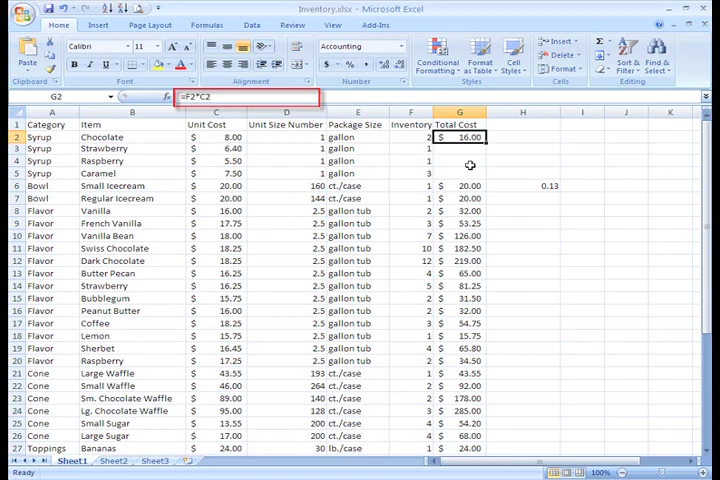 Inventory.xlsx - Microsoft Excel
Home Insert Page Layout Formulas Data Review View Add-Ins
Calibri 11 Accounting Insert Σ
Paste Conditional Formatting Format as Table Cell Styles Delete Format Sort & Filter Find & Select
B I U A $ % ,
Clipboard Font Alignment Number Styles Cells Editing
G2 fx =F2*C2
A B C D E F G H I J K
1 Category Item Unit Cost Unit Size Number Package Size Inventory Total Cost
2 Syrup Chocolate $ 8.00 1 gallon 2 $ 16.00
3 Syrup Strawberry $ 6.40 1 gallon 1
4 Syrup Raspberry $ 5.50 1 gallon 1
5 Syrup Caramel $ 7.50 1 gallon 3
6 Bowl Small Icecream $ 20.00 160 ct./case 1 $ 20.00 0.13
7 Bowl Regular Icecream $ 20.00 144 ct./case 1 $ 20.00
8 Flavor Vanilla $ 16.00 2.5 gallon tub 2 $ 32.00
9 Flavor French Vanilla $ 17.75 2.5 gallon tub 3 $ 53.25
10 Flavor Vanilla Bean $ 18.00 2.5 gallon tub 7 $ 126.00
11 Flavor Swiss Chocolate $ 18.25 2.5 gallon tub 10 $ 182.50
12 Flavor Dark Chocolate $ 18.25 2.5 gallon tub 12 $ 219.00
13 Flavor Butter Pecan $ 16.25 2.5 gallon tub 4 $ 65.00
14 Flavor Strawberry $ 16.25 2.5 gallon tub 5 $ 81.25
15 Flavor Bubblegum $ 15.75 2.5 gallon tub 2 $ 31.50
16 Flavor Peanut Butter $ 16.00 2.5 gallon tub 2 $ 32.00
17 Flavor Coffee $ 18.25 2.5 gallon tub 3 $ 54.75
18 Flavor Lemon $ 15.75 2.5 gallon tub 1 $ 15.75
19 Flavor Sherbet $ 16.45 2.5 gallon tub 4 $ 65.80
20 Flavor Raspberry $ 17.25 2.5 gallon tub 2 $ 34.50
21 Cone Large Waffle $ 43.55 193 ct./case 1 $ 43.55
22 Cone Small Waffle $ 46.00 264 ct./case 2 $ 92.00
23 Cone Sm. Chocolate Waffle $ 89.00 140 ct./case 2 $ 178.00
24 Cone Lg. Chocolate Waffle $ 95.00 128 ct./case 3 $ 285.00
25 Cone Small Sugar $ 13.55 200 ct./case 4 $ 54.20
26 Cone Large Sugar $ 17.00 200 ct./case 4 $ 68.00
27 Toppings Bananas $ 24.00 30 lb./case 1 $ 24.00
Sheet1 Sheet2 Sheet3
Ready 100%